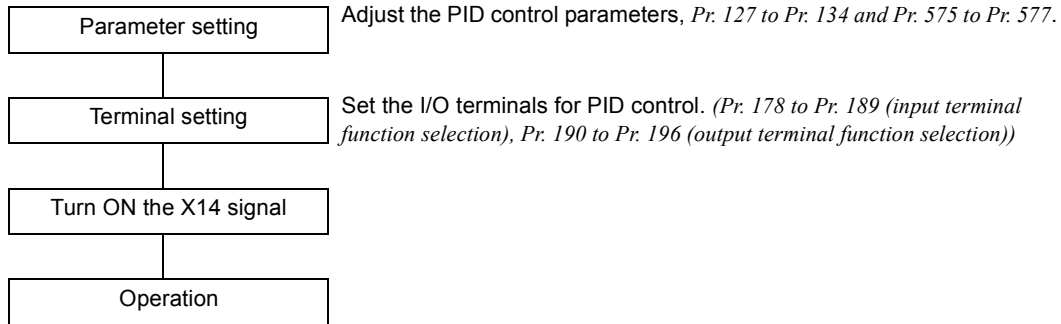 Parameter setting
Adjust the PID control parameters, Pr. 127 to Pr. 134 and Pr. 575 to Pr. 577.
Terminal setting
Set the I/O terminals for PID control. (Pr. 178 to Pr. 189 (input terminal
function selection), Pr. 190 to Pr. 196 (output terminal function selection))
Turn ON the X14 signal
Operation